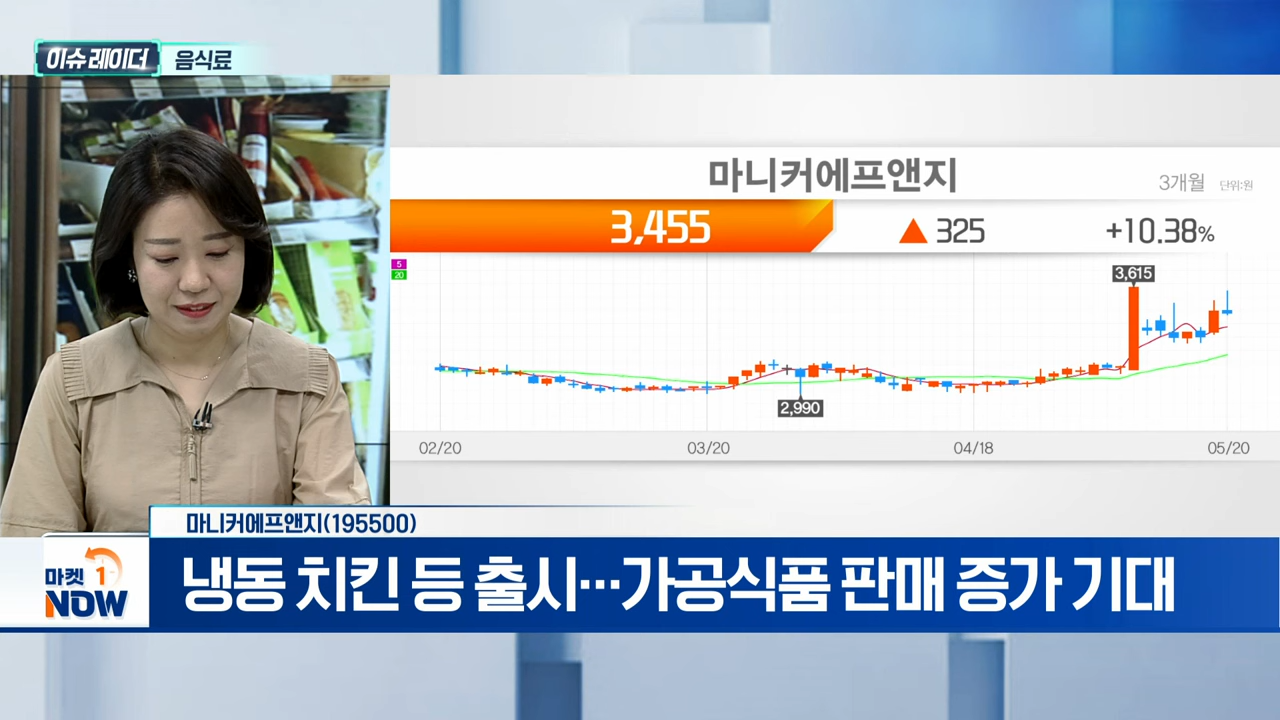 이슈 레이더 음식료
마니커에프앤지
3개월 단위:원
3,455 ▲ 325 +10.38%
5
20
3,615
2,990
02/20 03/20 04/18 05/20
마니커에프앤지(195500)
마켓 1
NOW
냉동 치킨 등 출시…가공식품 판매 증가 기대